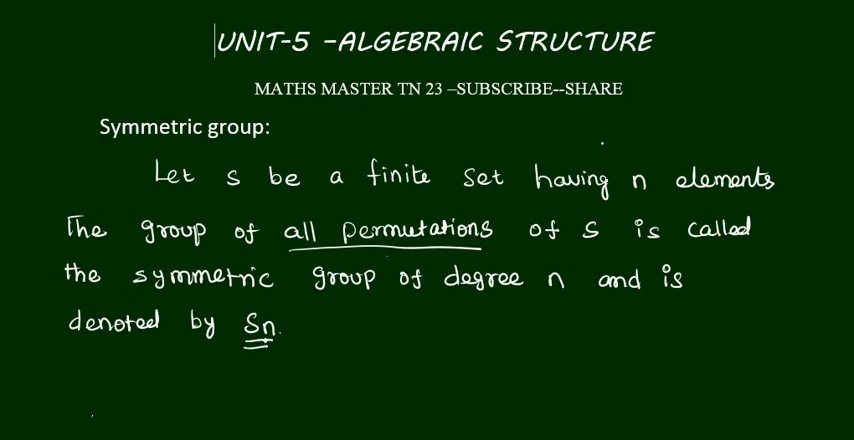 UNIT-5 -ALGEBRAIC STRUCTURE
MATHS MASTER TN 23 –SUBSCRIBE--SHARE
Symmetric group:
Let s be a finite set having n elements
The group of all permutations of s is called
the symmetric group of degree n and is
denoted by Sn.